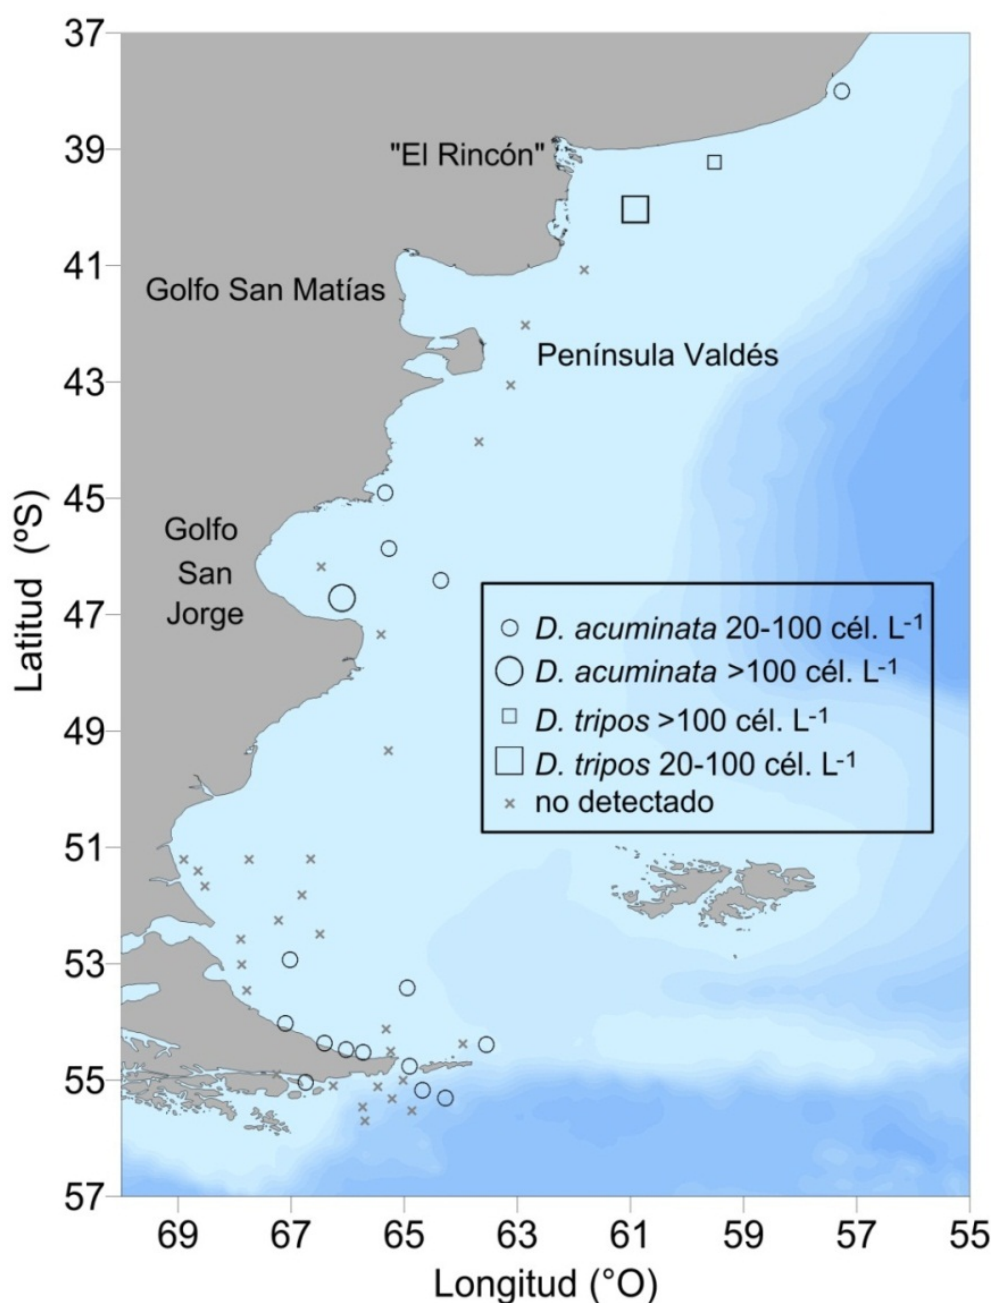 37
39
41
43
45
47
49
51
53
55
57
Latitud (ºS)
"El Rincón"
Golfo San Matías
Península Valdés
Golfo
San
Jorge
D. acuminata 20-100 cél. L-1
D. acuminata >100 cél. L-1
D. tripos >100 cél. L-1
D. tripos 20-100 cél. L-1
no detectado
69 67 65 63 61 59 57 55
Longitud (°O)